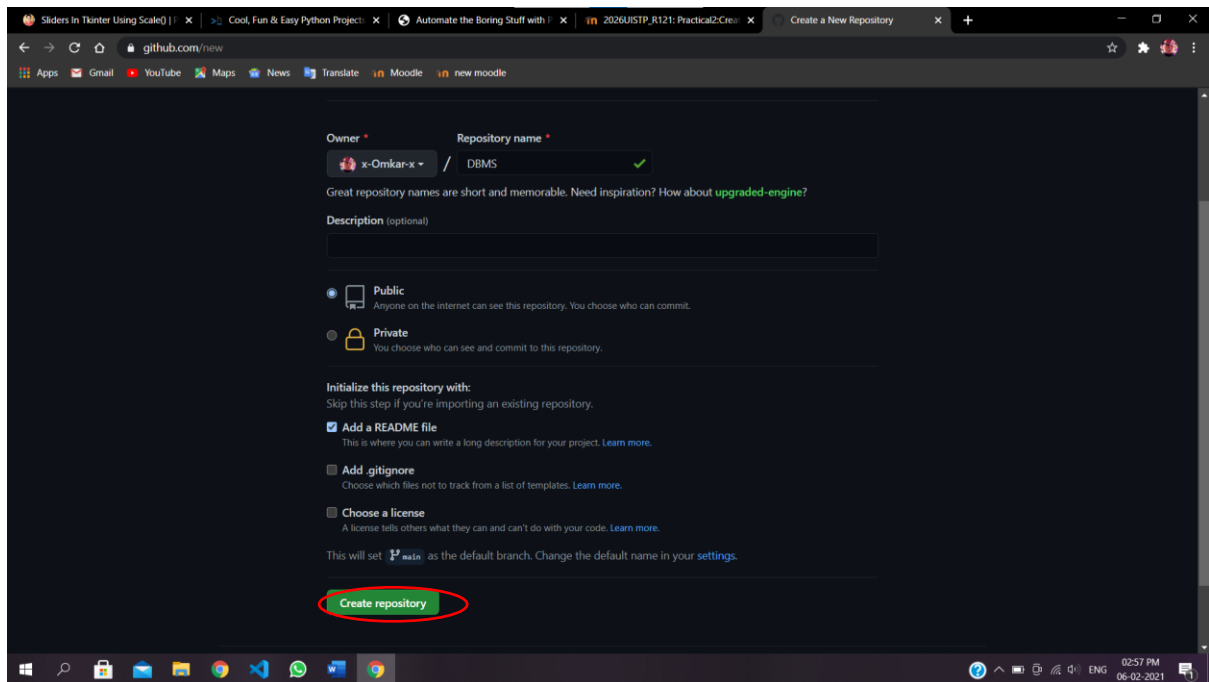 Sliders In Tkinter Using Scale() | P
Cool, Fun & Easy Python Projects
Automate the Boring Stuff with P
2026UISTP_R121: Practical2:Crea
Create a New Repository
github.com/new
Apps Gmail YouTube Maps News Translate Moodle new moodle
Owner * Repository name *
x-Omkar-x / DBMS
Great repository names are short and memorable. Need inspiration? How about upgraded-engine?
Description (optional)
Public
Anyone on the internet can see this repository. You choose who can commit.
Private
You choose who can see and commit to this repository.
Initialize this repository with:
Skip this step if you're importing an existing repository.
Add a README file
This is where you can write a long description for your project. Learn more.
Add .gitignore
Choose which files not to track from a list of templates. Learn more.
Choose a license
A license tells others what they can and can't do with your code. Learn more.
This will set main as the default branch. Change the default name in your settings.
Create repository
ENG
02:57 PM
06-02-2021